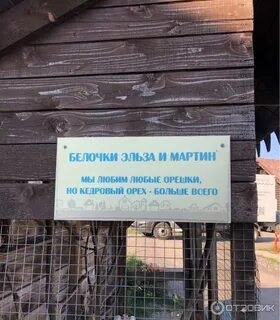 БЕЛОЧКИ ЭЛЬЗА И МАРТИН
МЫ ЛЮБИМ ЛЮБЫЕ ОРЕШКИ,
НО КЕДРОВЫЙ ОРЕХ - БОЛЬШЕ ВСЕГО
ОТЗОВИК